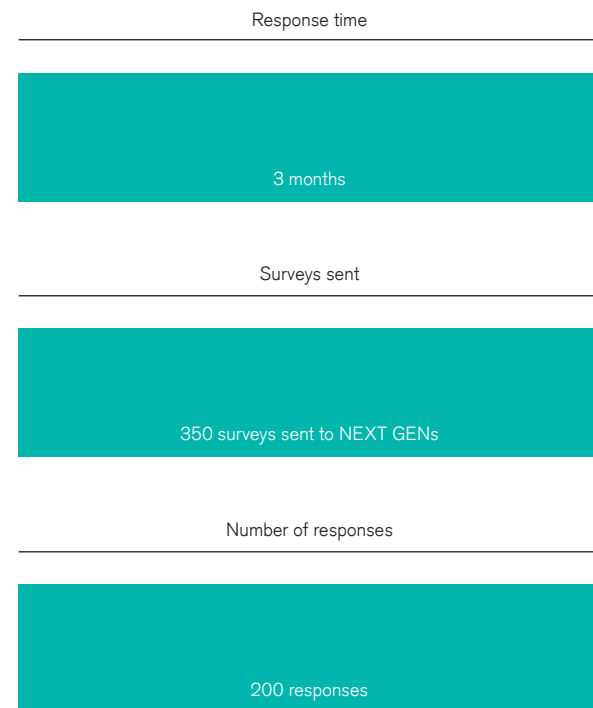 Response time
3 months
Surveys sent
350 surveys sent to NEXT GENs
Number of responses
200 responses